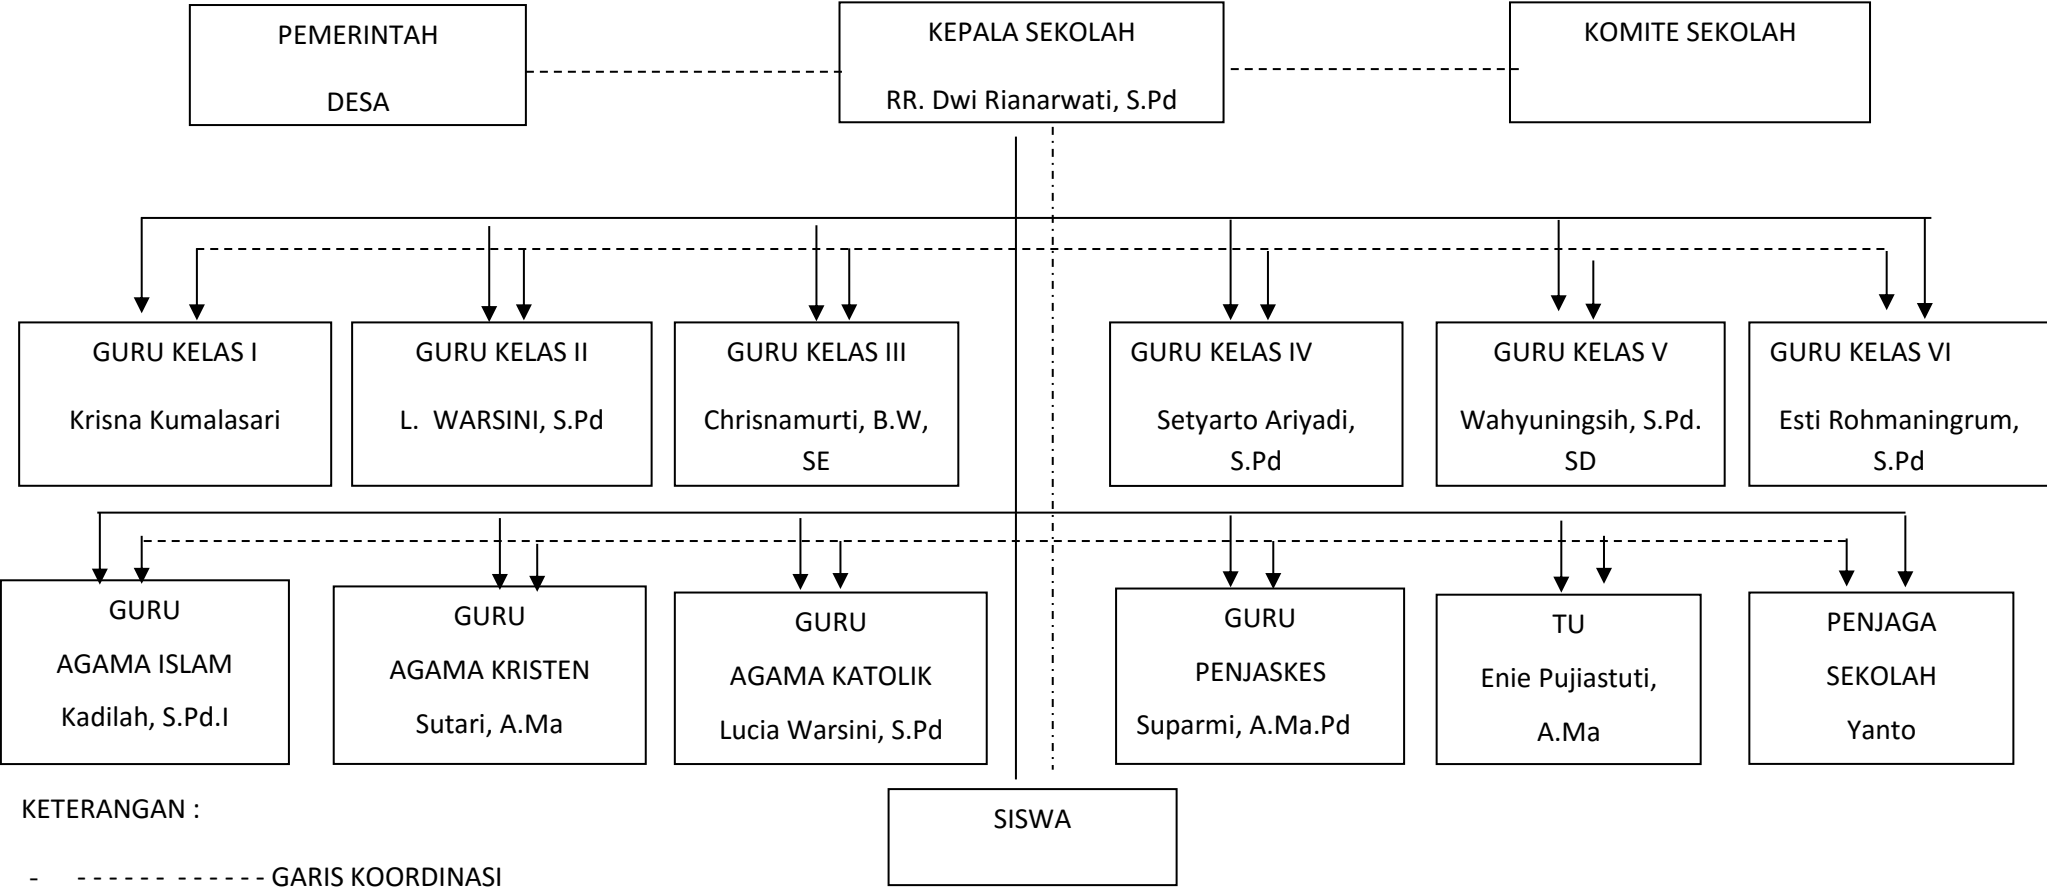 PEMERINTAH
DESA
KEPALA SEKOLAH
RR. Dwi Rianarwati, S.Pd
KOMITE SEKOLAH
GURU KELAS I
Krisna Kumalasari
GURU KELAS II
L. WARSINI, S.Pd
GURU KELAS III
Chrisnamurti, B.W,
SE
GURU KELAS IV
Setyarto Ariyadi,
S.Pd
GURU KELAS V
Wahyuningsih, S.Pd.
SD
GURU KELAS VI
Esti Rohmaningrum,
S.Pd
GURU
AGAMA ISLAM
Kadilah, S.Pd.I
GURU
AGAMA KRISTEN
Sutari, A.Ma
GURU
AGAMA KATOLIK
Lucia Warsini, S.Pd
GURU
PENJASKES
Suparmi, A.Ma.Pd
TU
Enie Pujiastuti,
A.Ma
PENJAGA
SEKOLAH
Yanto
SISWA
KETERANGAN :
- - - - - - - - - - - - - GARIS KOORDINASI